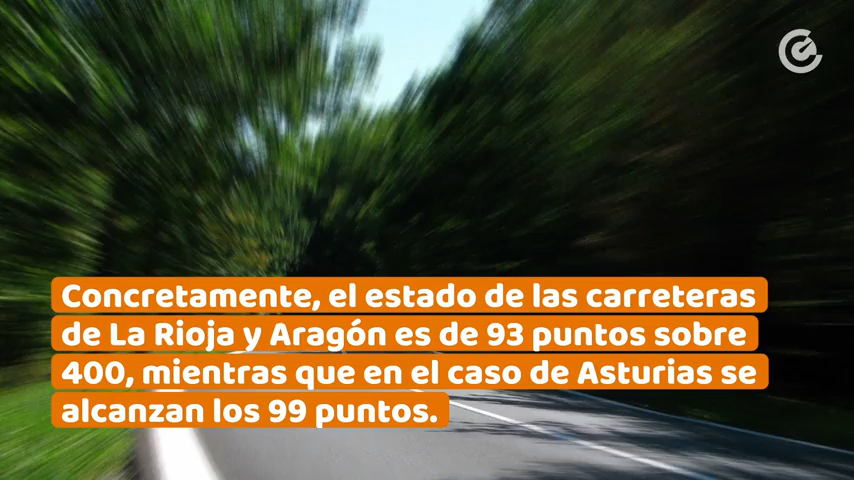 Concretamente, el estado de las carreteras
de La Rioja y Aragón es de 93 puntos sobre
400, mientras que en el caso de Asturias se
alcanzan los 99 puntos.